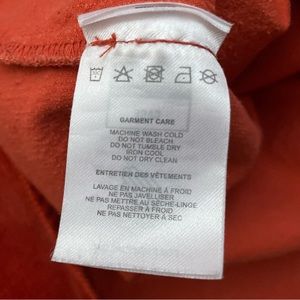 GARMENT CARE
MACHINE WASH COLD
DO NOT BLEACH
DO NOT TUMBLE DRY
IRON COOL
DO NOT DRY CLEAN
ENTRETIEN DES VÊTEMENTS
LAVAGE EN MACHINE À FROID
NE PAS JAVELLISER
NE PAS METTRE AU SÈCHE-LINGE
REPASSER À FROID
NE PAS NETTOYER À SEC